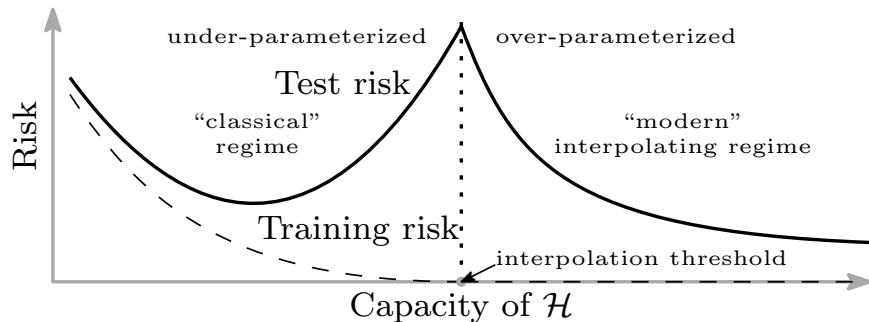 under-parameterized
over-parameterized
Test risk
“classical”
regime
“modern”
interpolating regime
Risk
Training risk
interpolation threshold
Capacity of ℋ